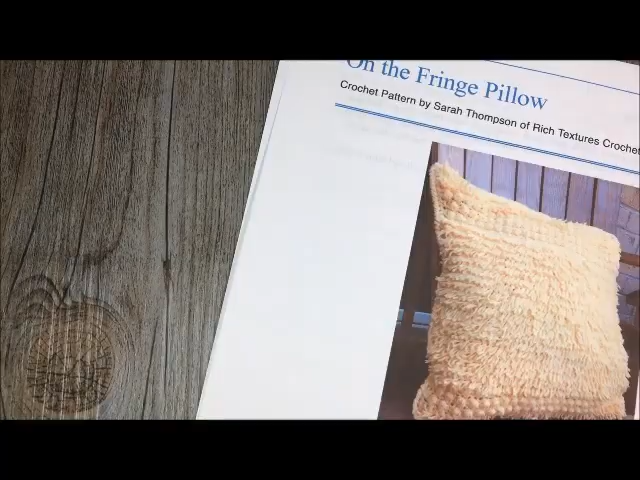 On the Fringe Pillow
Crochet Pattern by Sarah Thompson of Rich Textures Crochet